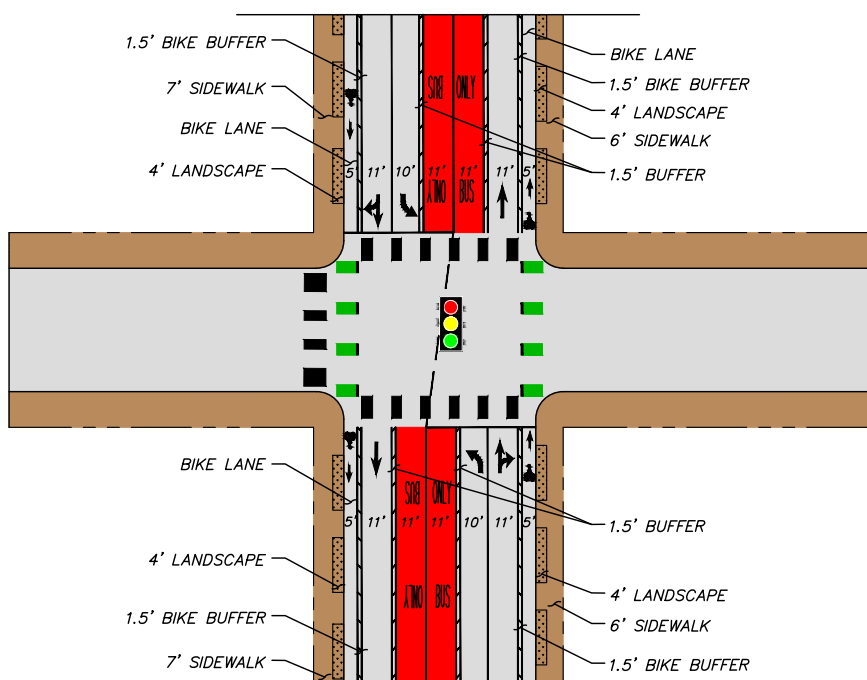 1.5' BIKE BUFFER
7' SIDEWALK
BIKE LANE
4' LANDSCAPE
BIKE LANE
1.5' BIKE BUFFER
4' LANDSCAPE
6' SIDEWALK
1.5' BUFFER
BUS ONLY
5' 11' 10' 11' 11' 11' 5'
ONLY BUS
BUS ONLY
5' 11' 11' 11' 10' 11' 5'
ONLY BUS
BIKE LANE
4' LANDSCAPE
1.5' BIKE BUFFER
7' SIDEWALK
1.5' BUFFER
4' LANDSCAPE
6' SIDEWALK
1.5' BIKE BUFFER